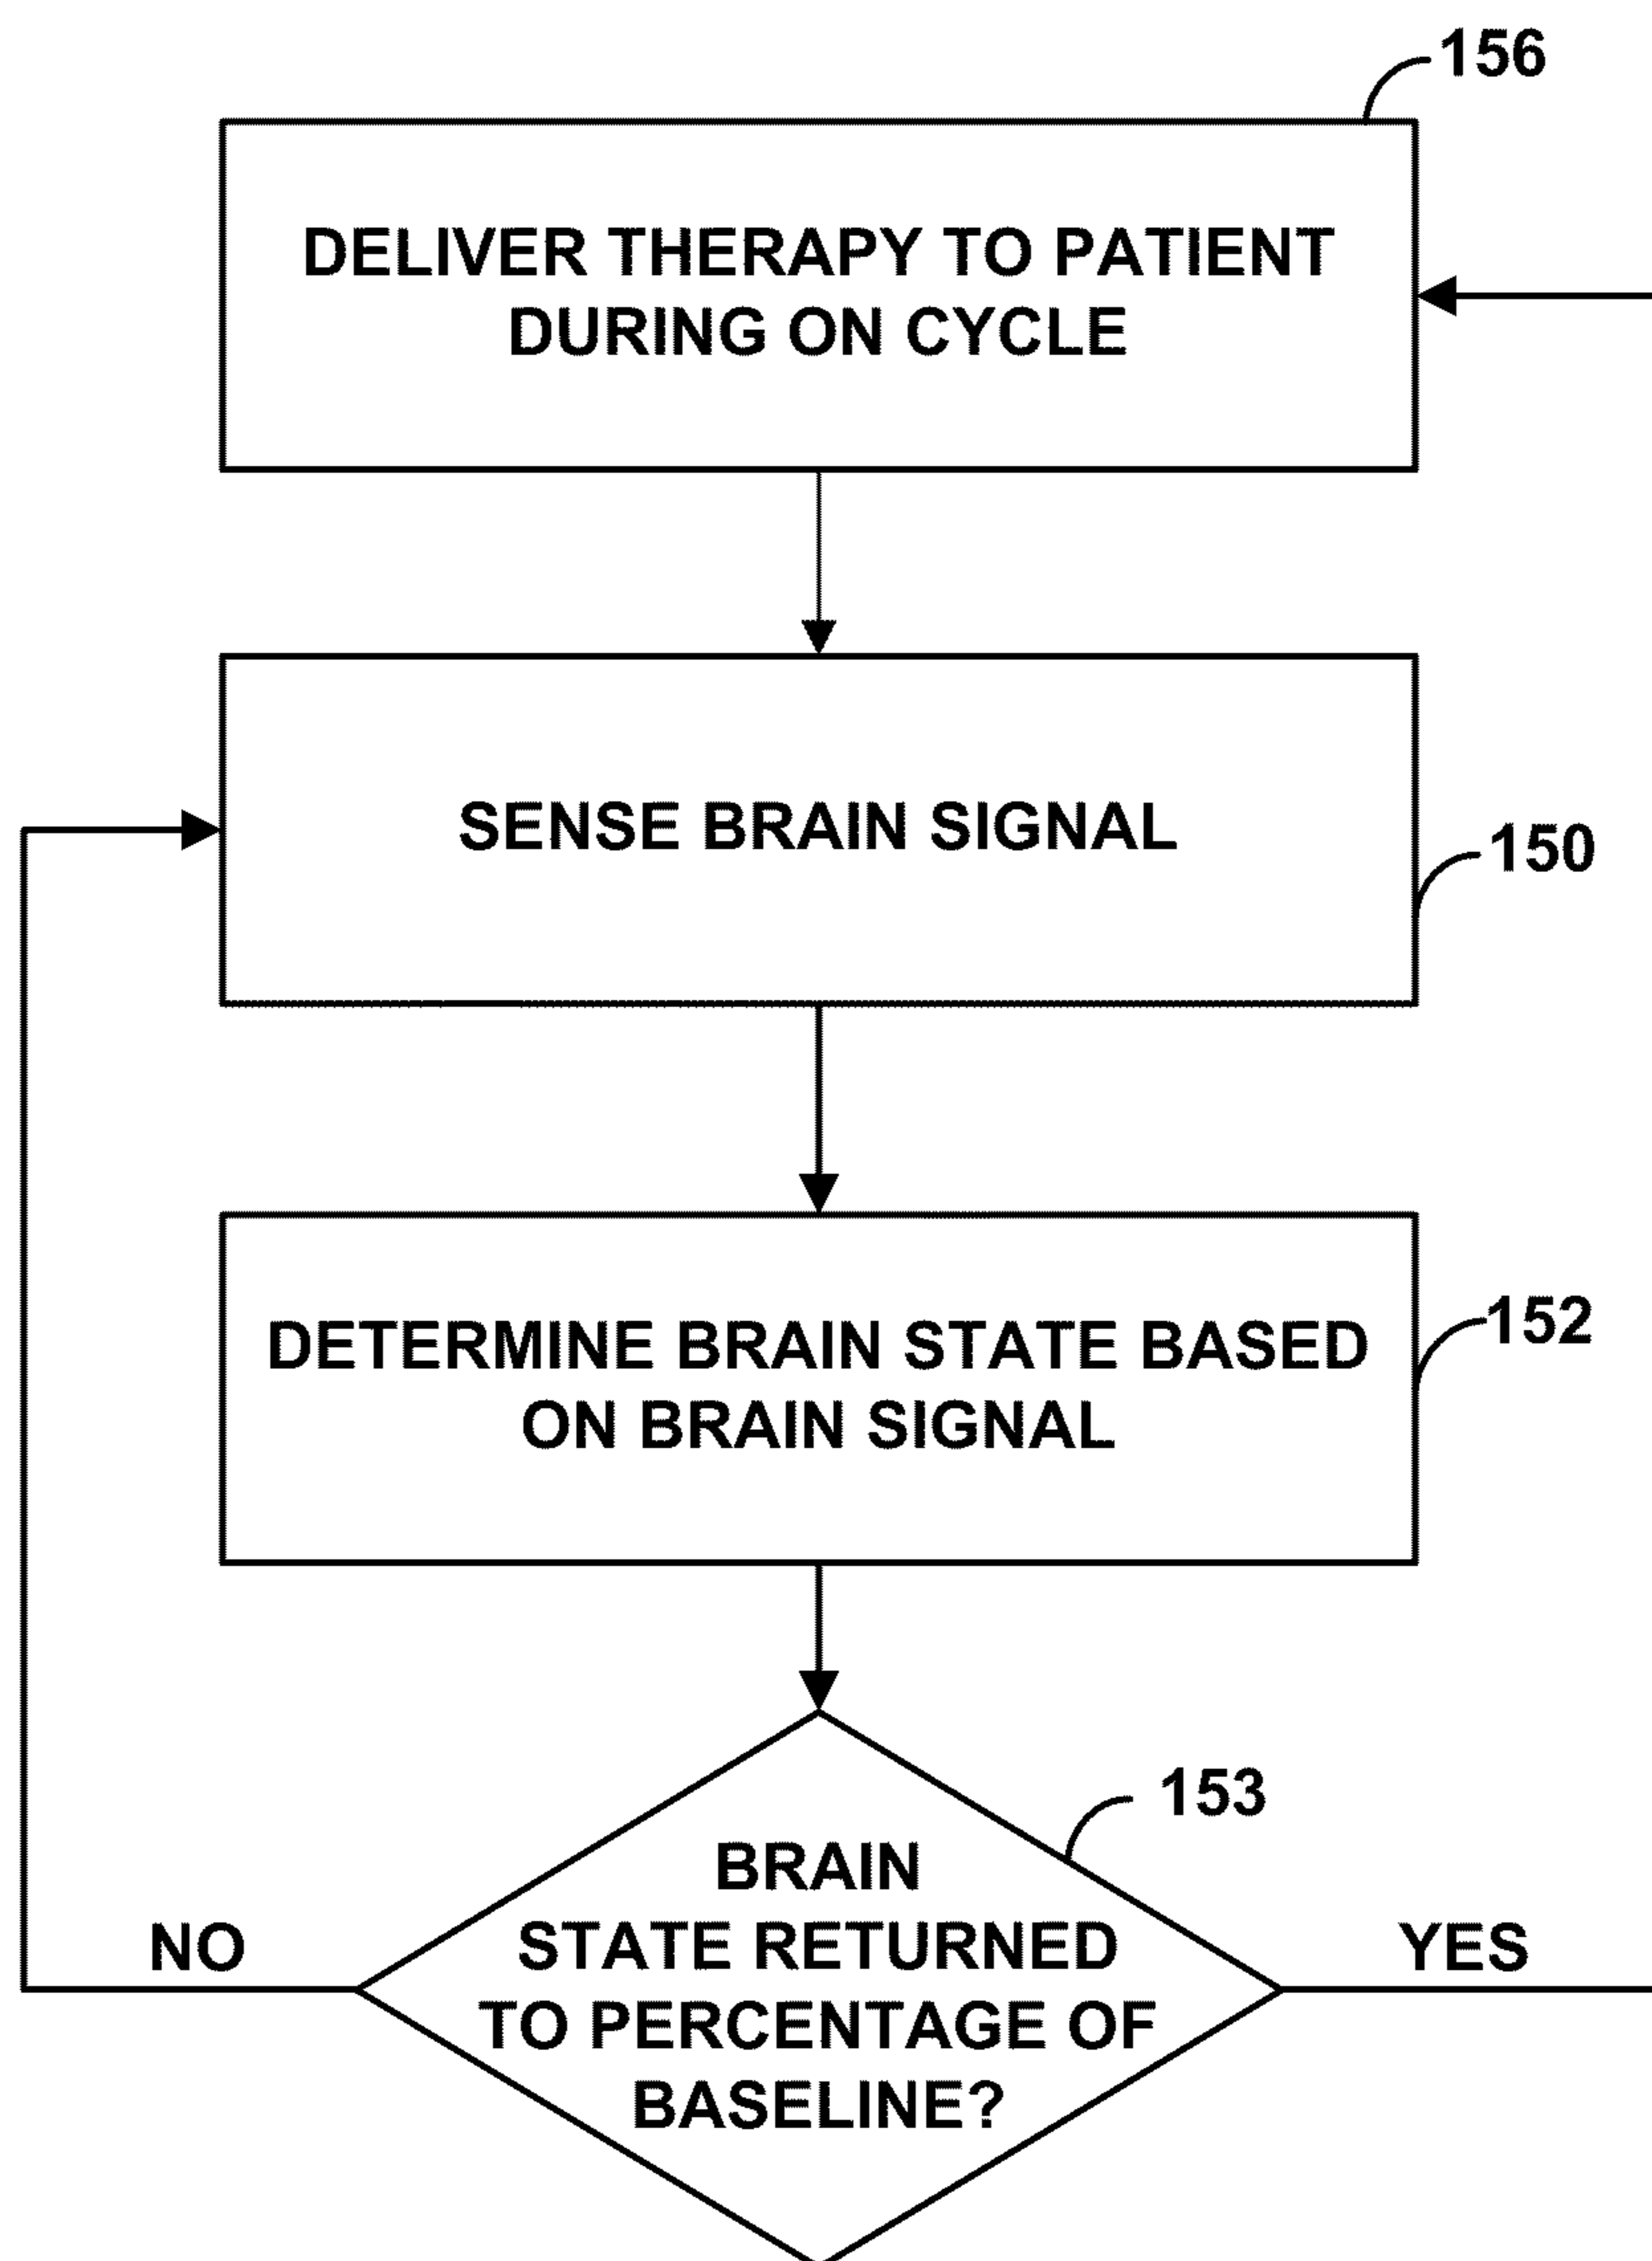 156
DELIVER THERAPY TO PATIENT
DURING ON CYCLE
SENSE BRAIN SIGNAL
150
DETERMINE BRAIN STATE BASED
ON BRAIN SIGNAL
152
153
BRAIN
STATE RETURNED
TO PERCENTAGE OF
BASELINE?
NO
YES